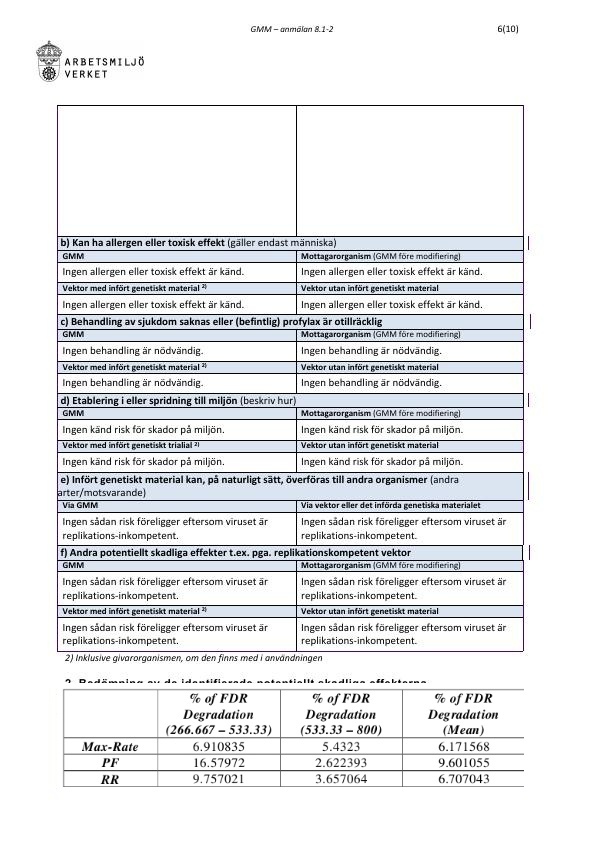 GMM – anmälan 8.1-2
6(10)
ARBETSMILJÖ
VERKET
b) Kan ha allergen eller toxisk effekt (gäller endast människa)
GMM Mottagarorganism (GMM före modifiering)
Ingen allergen eller toxisk effekt är känd. Ingen allergen eller toxisk effekt är känd.
Vektor med infört genetiskt material 2) Vektor utan infört genetiskt material
Ingen allergen eller toxisk effekt är känd. Ingen allergen eller toxisk effekt är känd.
c) Behandling av sjukdom saknas eller (befintlig) profylax är otillräcklig
GMM Mottagarorganism (GMM före modifiering)
Ingen behandling är nödvändig. Ingen behandling är nödvändig.
Vektor med infört genetiskt material 2) Vektor utan infört genetiskt material
Ingen behandling är nödvändig. Ingen behandling är nödvändig.
d) Etablering i eller spridning till miljön (beskriv hur)
GMM Mottagarorganism (GMM före modifiering)
Ingen känd risk för skador på miljön. Ingen känd risk för skador på miljön.
Vektor med infört genetiskt trialial 2) Vektor utan infört genetiskt material
Ingen känd risk för skador på miljön. Ingen känd risk för skador på miljön.
e) Infört genetiskt material kan, på naturligt sätt, överföras till andra organismer (andra
arter/motsvarande)
Via GMM Via vektor eller det införda genetiska materialet
Ingen sådan risk föreligger eftersom viruset är Ingen sådan risk föreligger eftersom viruset är
replikations-inkompetent. replikations-inkompetent.
f) Andra potentiellt skadliga effekter t.ex. pga. replikationskompetent vektor
GMM Mottagarorganism (GMM före modifiering)
Ingen sådan risk föreligger eftersom viruset är Ingen sådan risk föreligger eftersom viruset är
replikations-inkompetent. replikations-inkompetent.
Vektor med infört genetiskt material 2) Vektor utan infört genetiskt material
Ingen sådan risk föreligger eftersom viruset är Ingen sådan risk föreligger eftersom viruset är
replikations-inkompetent. replikations-inkompetent.
2) Inklusive givarorganismen, om den finns med i användningen
2. Bedömning av de identifierade potentiellt skadliga effekterna
% of FDR % of FDR % of FDR
Degradation Degradation Degradation
(266.667 – 533.33) (533.33 – 800) (Mean)
Max-Rate 6.910835 5.4323 6.171568
PF 16.57972 2.622393 9.601055
RR 9.757021 3.657064 6.707043